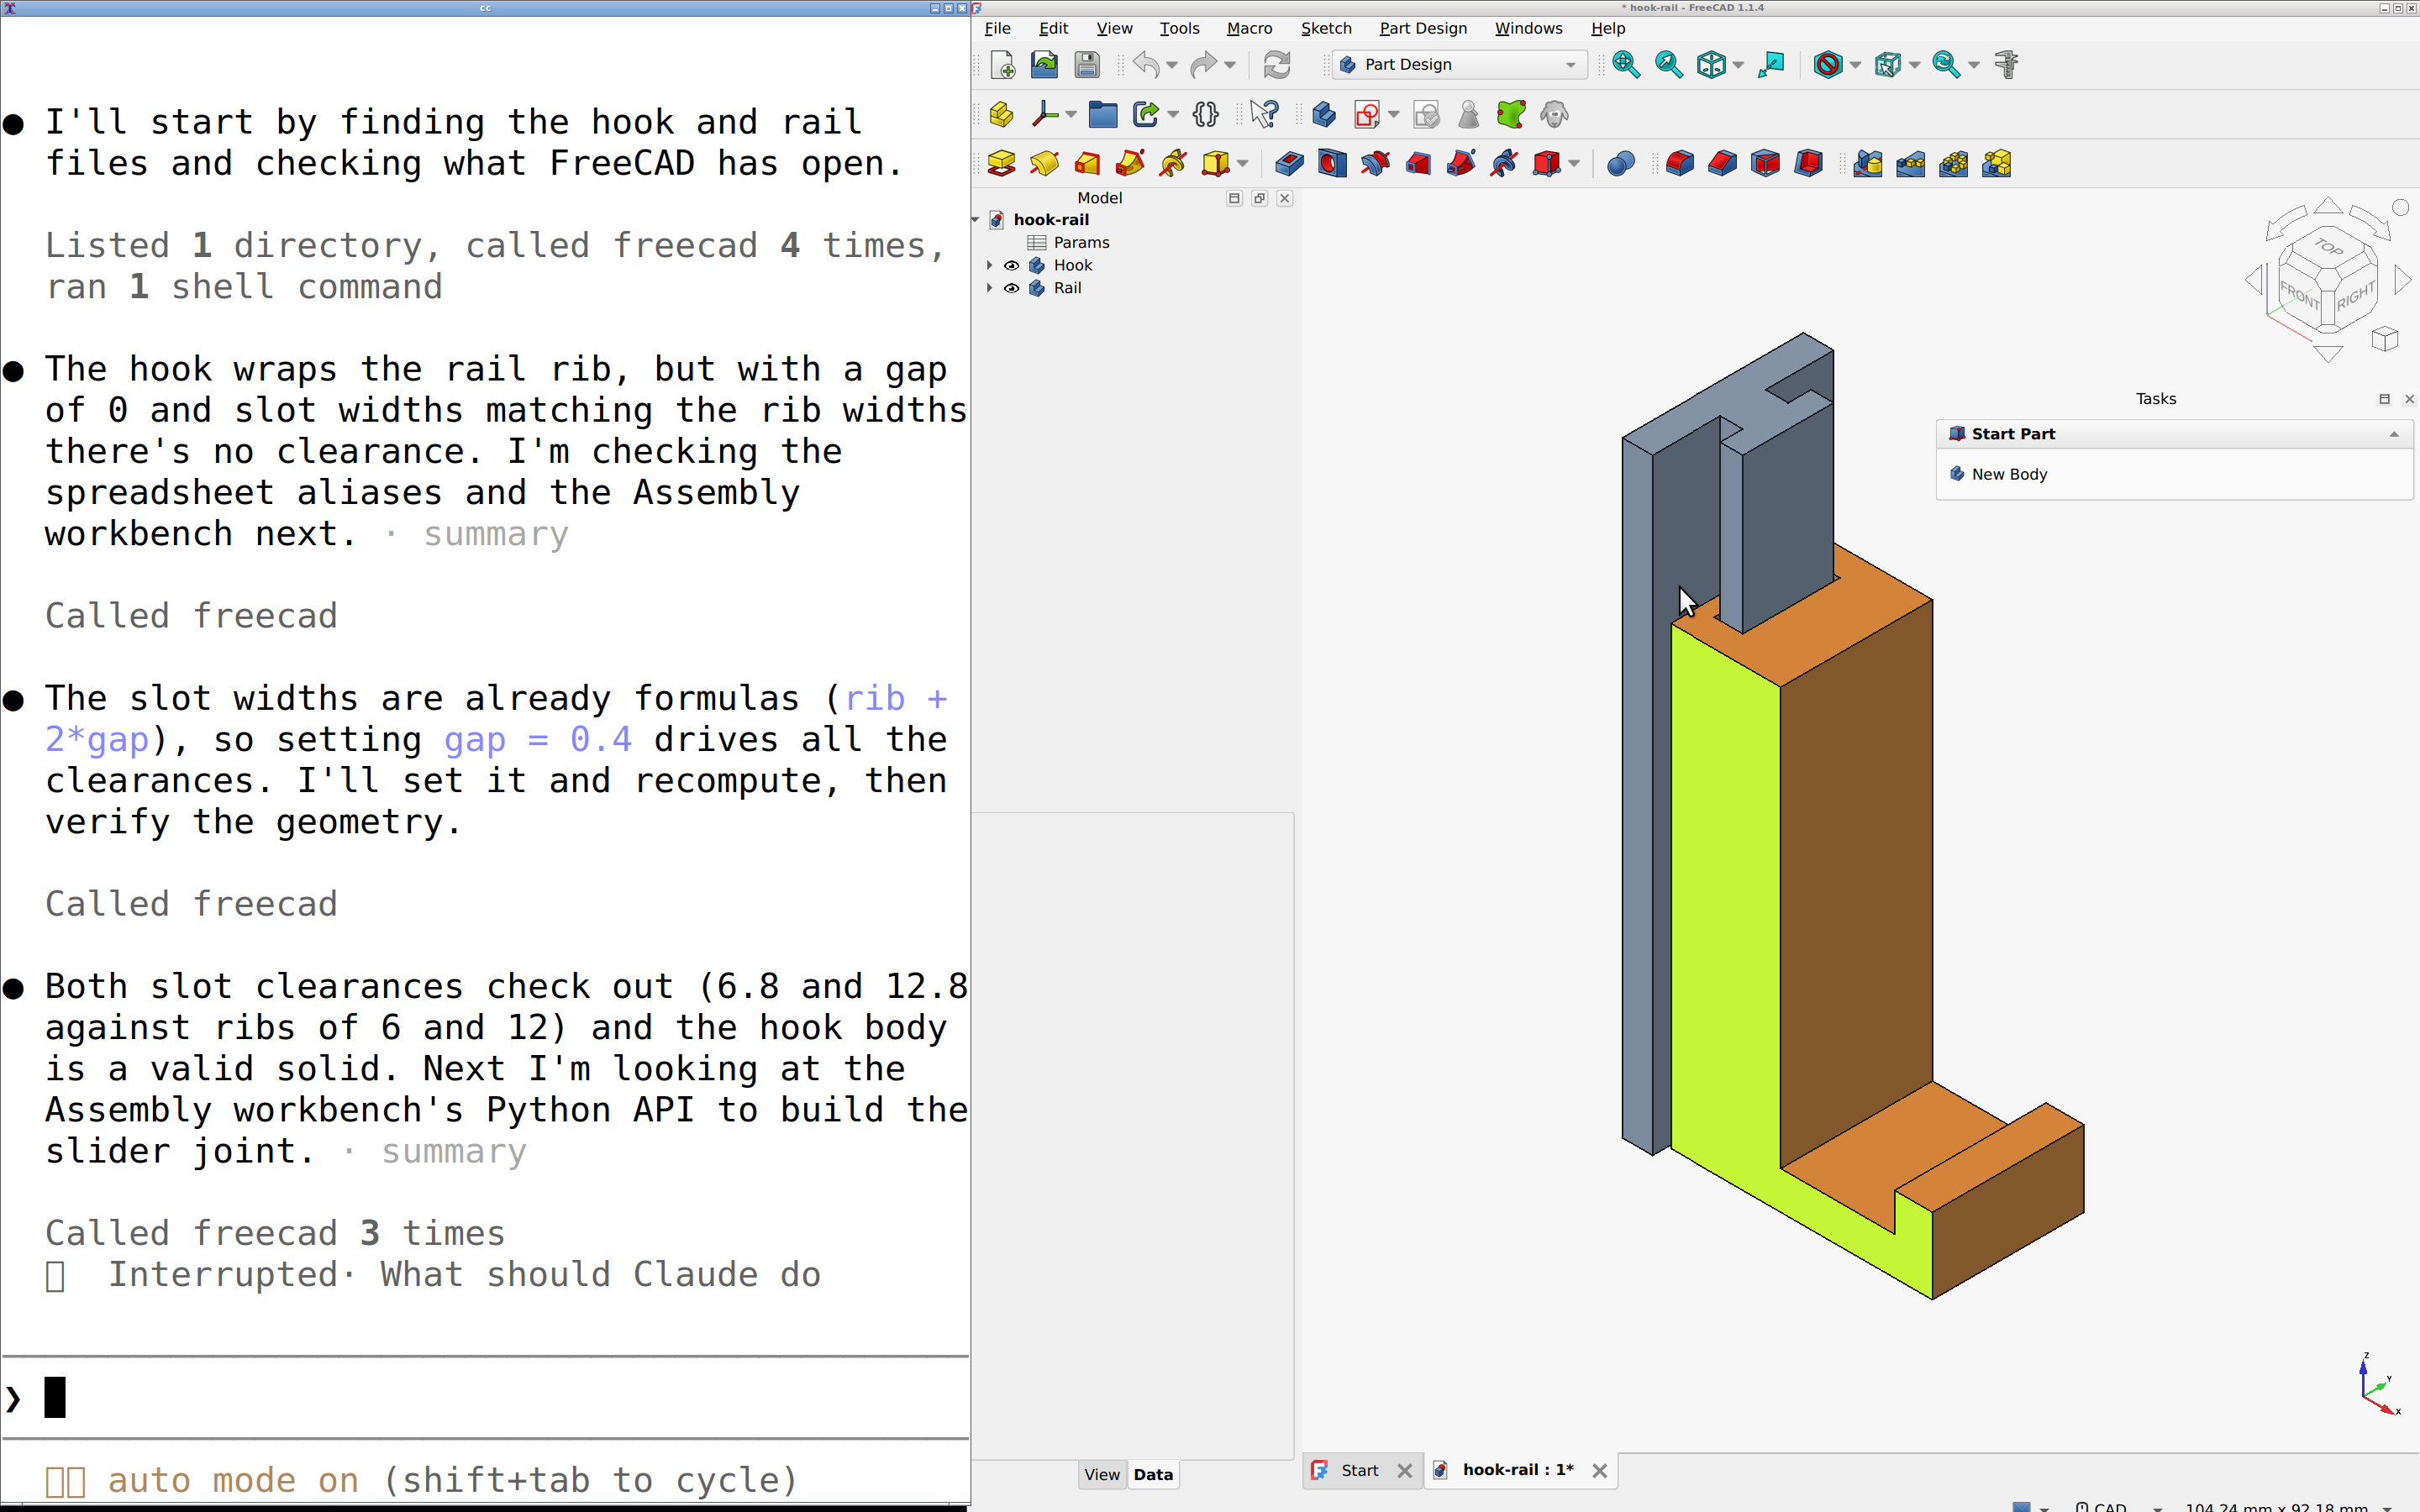 cc
● I'll start by finding the hook and rail
files and checking what FreeCAD has open.
Listed 1 directory, called freecad 4 times,
ran 1 shell command
● The hook wraps the rail rib, but with a gap
of 0 and slot widths matching the rib widths
there's no clearance. I'm checking the
spreadsheet aliases and the Assembly
workbench next. · summary
Called freecad
● The slot widths are already formulas (rib +
2*gap), so setting gap = 0.4 drives all the
clearances. I'll set it and recompute, then
verify the geometry.
Called freecad
● Both slot clearances check out (6.8 and 12.8
against ribs of 6 and 12) and the hook body
is a valid solid. Next I'm looking at the
Assembly workbench's Python API to build the
slider joint. · summary
Called freecad 3 times
Interrupted· What should Claude do
❯
auto mode on (shift+tab to cycle)
* hook-rail - FreeCAD 1.1.4
File Edit View Tools Macro Sketch Part Design Windows Help
Part Design
Model
hook-rail
Params
Hook
Rail
TOP
FRONT RIGHT
Tasks
Start Part
New Body
Z
Y
X
View Data
Start
hook-rail : 1*
CAD
104.24 mm x 92.18 mm